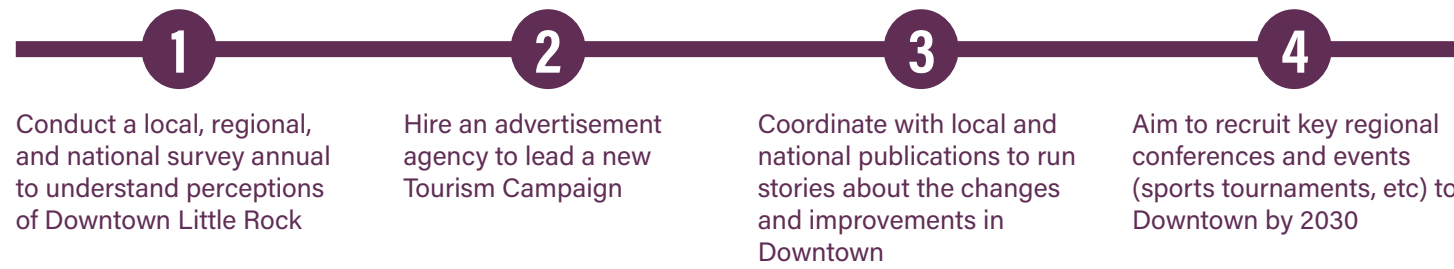 1
Conduct a local, regional,
and national survey annual
to understand perceptions
of Downtown Little Rock
2
Hire an advertisement
agency to lead a new
Tourism Campaign
3
Coordinate with local and
national publications to run
stories about the changes
and improvements in
Downtown
4
Aim to recruit key regional
conferences and events
(sports tournaments, etc) to
Downtown by 2030